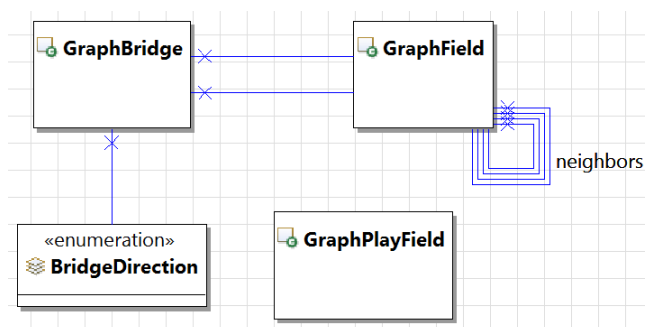 GraphBridge
GraphField
neighbors
«enumeration»
BridgeDirection
GraphPlayField